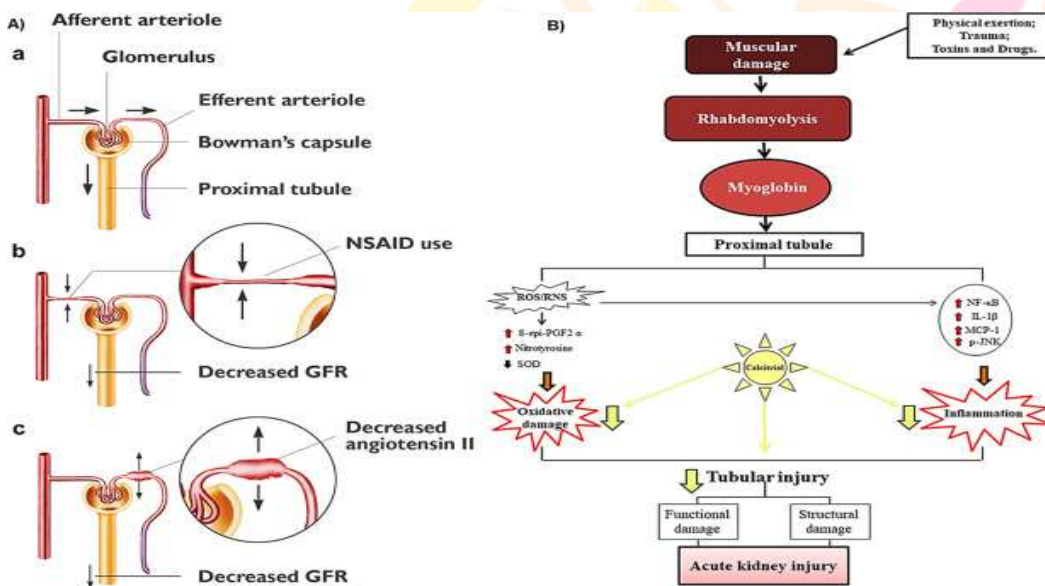 A)
Afferent arteriole
a
Glomerulus
Efferent arteriole
Bowman's capsule
Proximal tubule
b
NSAID use
Decreased GFR
c
Decreased
angiotensin II
Decreased GFR
B)
Physical exertion;
Trauma;
Toxins and Drugs.
Muscular
damage
Rhabdomyolysis
Myoglobin
Proximal tubule
ROS/RNS
8-epi-PGF2 α
Nitrotyrosine
SOD
NF-κB
IL-1β
MCP-1
p-JNK
Calcitriol
Oxidative
damage
Inflammation
Tubular injury
Functional
damage
Structural
damage
Acute kidney injury